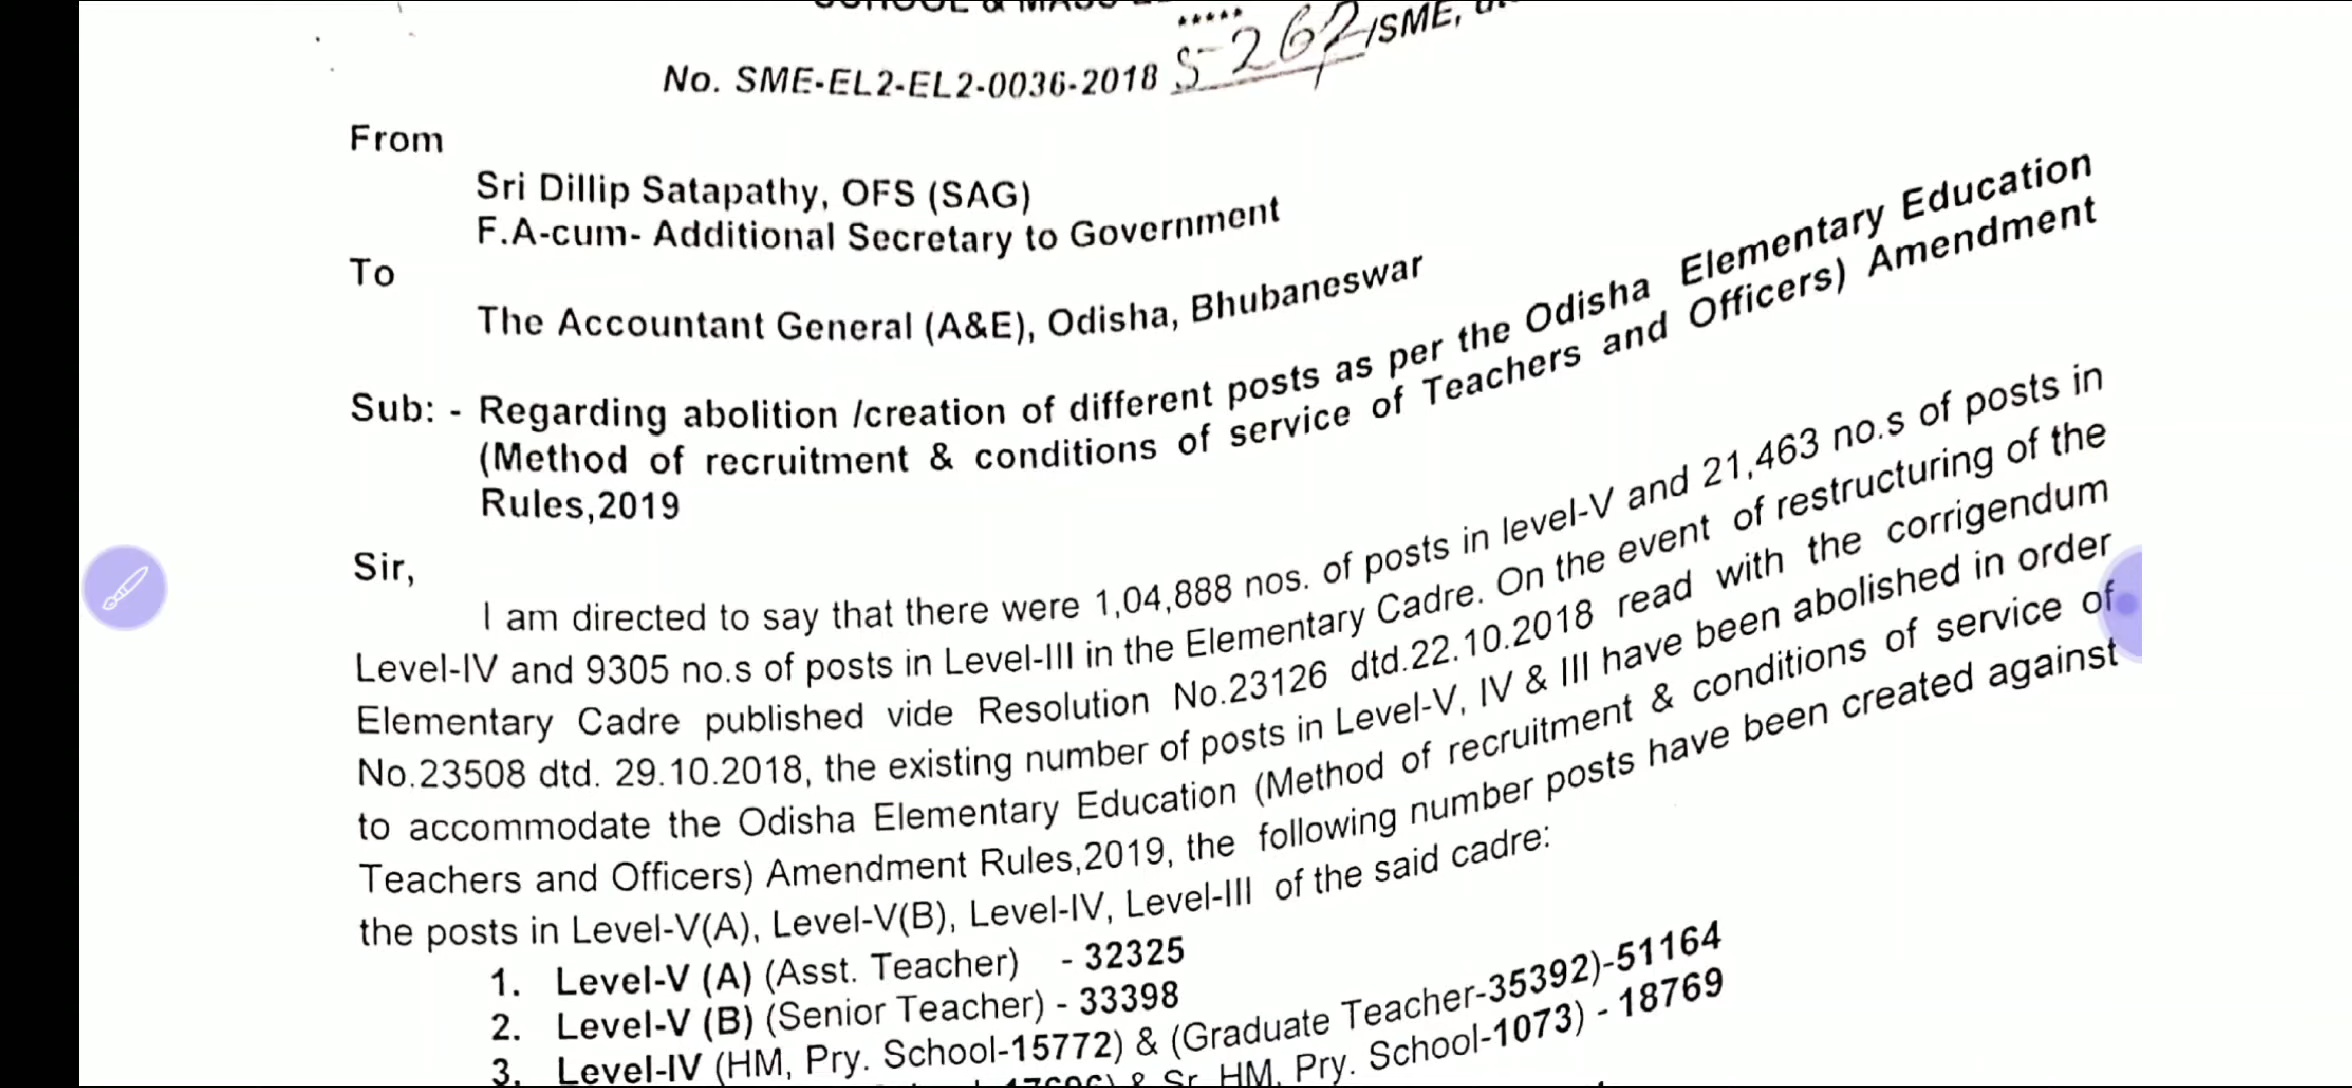 No. SME-EL2-EL2-0036-2018 5-262/SME,
From
Sri Dillip Satapathy, OFS (SAG)
F.A-cum- Additional Secretary to Government
To
The Accountant General (A&E), Odisha, Bhubaneswar
Sub: - Regarding abolition /creation of different posts as per the Odisha Elementary Education
(Method of recruitment & conditions of service of Teachers and Officers) Amendment
Rules,2019
Sir,
I am directed to say that there were 1,04,888 nos. of posts in level-V and 21,463 no.s of posts in
Level-IV and 9305 no.s of posts in Level-III in the Elementary Cadre. On the event of restructuring of the
Elementary Cadre published vide Resolution No.23126 dtd.22.10.2018 read with the corrigendum
No.23508 dtd. 29.10.2018, the existing number of posts in Level-V, IV & III have been abolished in order
to accommodate the Odisha Elementary Education (Method of recruitment & conditions of service of
Teachers and Officers) Amendment Rules,2019, the following number posts have been created against
the posts in Level-V(A), Level-V(B), Level-IV, Level-III of the said cadre:
1. Level-V (A) (Asst. Teacher) - 32325
2. Level-V (B) (Senior Teacher) - 33398
3. Level-IV (HM, Pry. School-15772) & (Graduate Teacher-35392)-51164
& Sr. HM, Pry. School-1073) - 18769